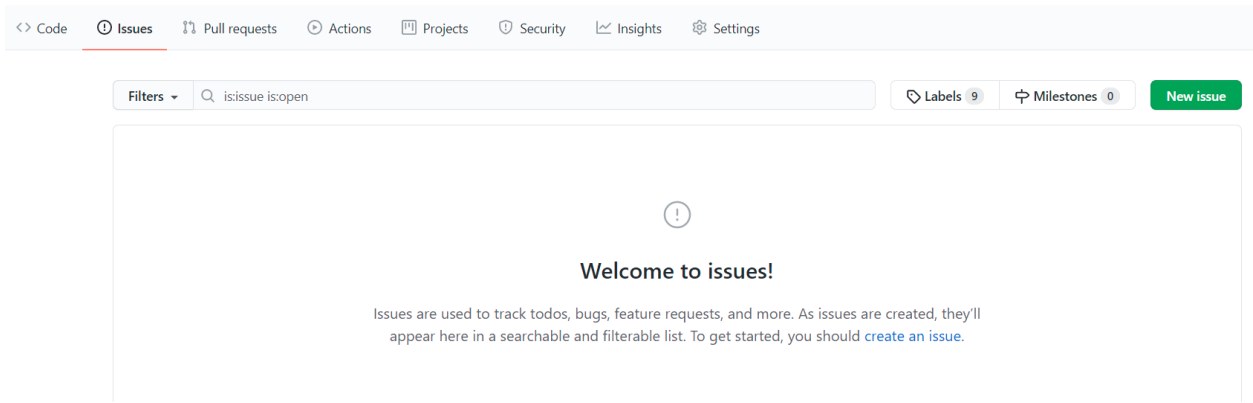 Code Issues Pull requests Actions Projects Security Insights Settings
Filters is:issue is:open Labels 9 Milestones 0 New issue
Welcome to issues!
Issues are used to track todos, bugs, feature requests, and more. As issues are created, they’ll
appear here in a searchable and filterable list. To get started, you should create an issue.